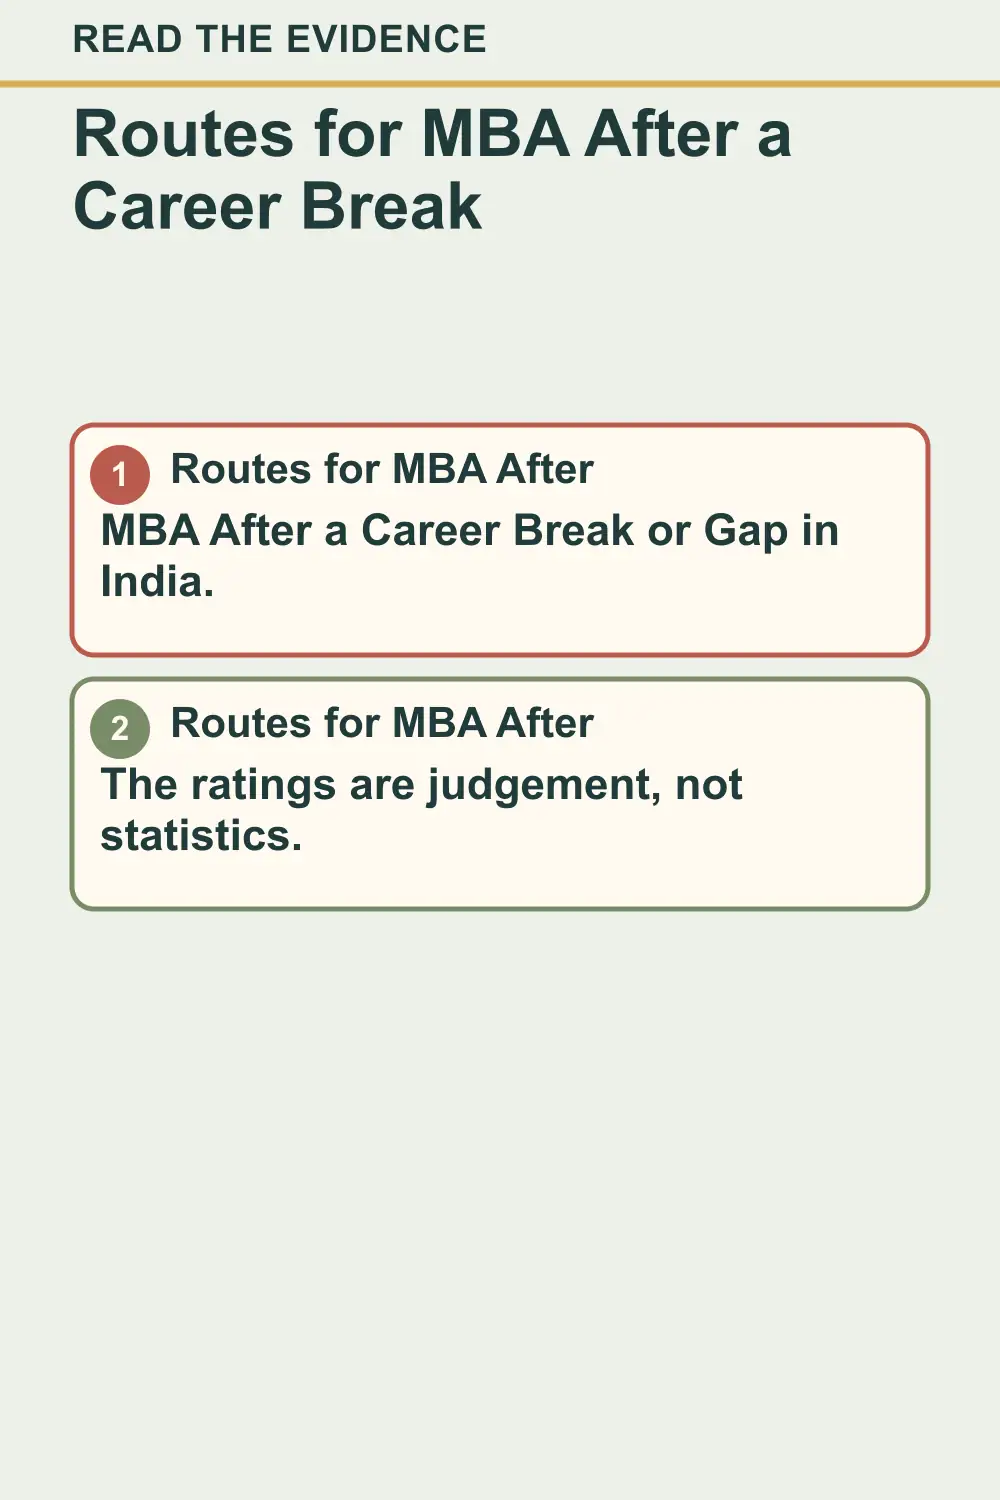 READ THE EVIDENCE
Routes for MBA After a
Career Break
1 Routes for MBA After
MBA After a Career Break or Gap in
India.
2 Routes for MBA After
The ratings are judgement, not
statistics.